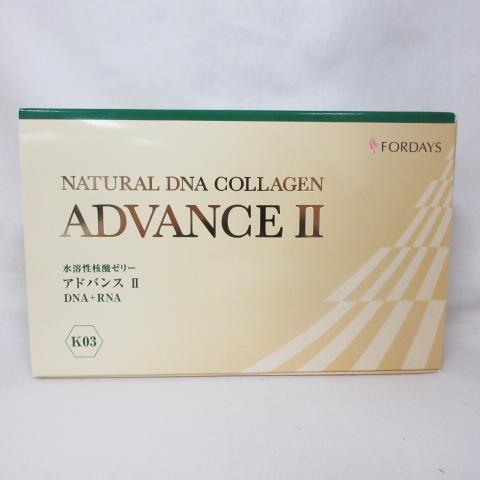 FORDAYS
NATURAL DNA COLLAGEN
ADVANCE II
水溶性核酸ゼリー
アドバンス II
DNA+RNA
K03